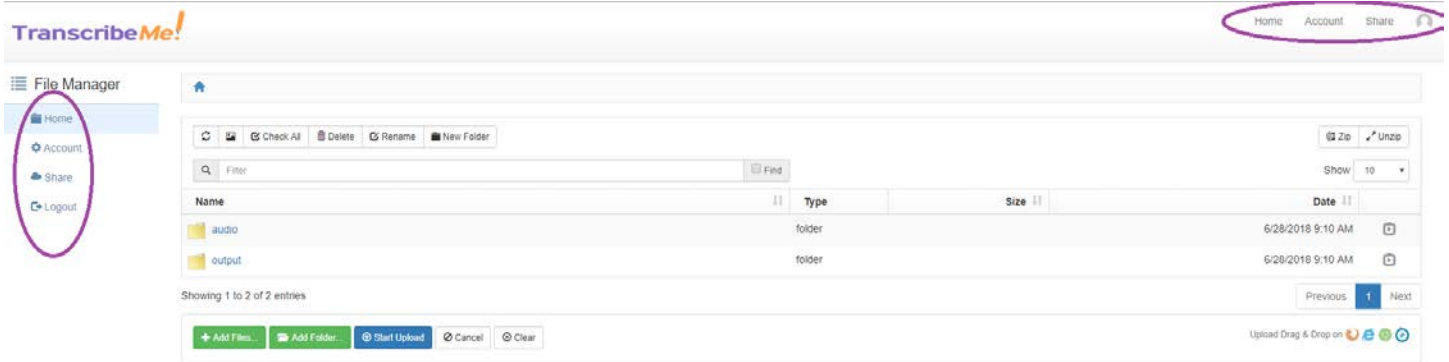 TranscribeMe!
Home Account Share
File Manager
Home
Account
Share
Logout
Check All Delete Rename New Folder
Zip Unzip
Filter
Find
Show 10
Name Type Size Date
audio folder 6/28/2018 9:10 AM
output folder 6/28/2018 9:10 AM
Showing 1 to 2 of 2 entries
Previous 1 Next
Add Files... Add Folder... Start Upload Cancel Clear
Upload Drag & Drop on